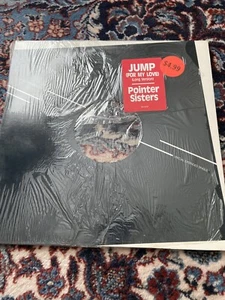 JUMP
(FOR MY LOVE)
(Long Version)
Pointer
Sisters
$4.99